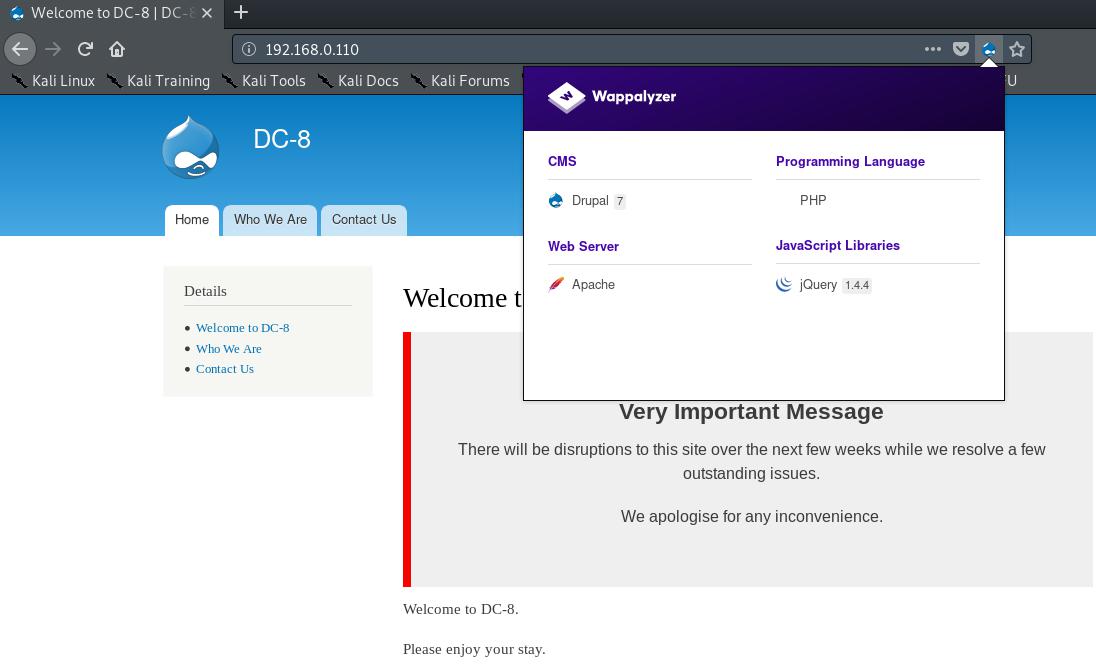 Welcome to DC-8 | DC-8
192.168.0.110
Kali Linux Kali Training Kali Tools Kali Docs Kali Forums
Wappalyzer
CMS
Drupal 7
Programming Language
PHP
Web Server
Apache
JavaScript Libraries
jQuery 1.4.4
DC-8
Home Who We Are Contact Us
Details
Welcome to DC-8
Who We Are
Contact Us
Welcome t
Very Important Message
There will be disruptions to this site over the next few weeks while we resolve a few
outstanding issues.
We apologise for any inconvenience.
Welcome to DC-8.
Please enjoy your stay.